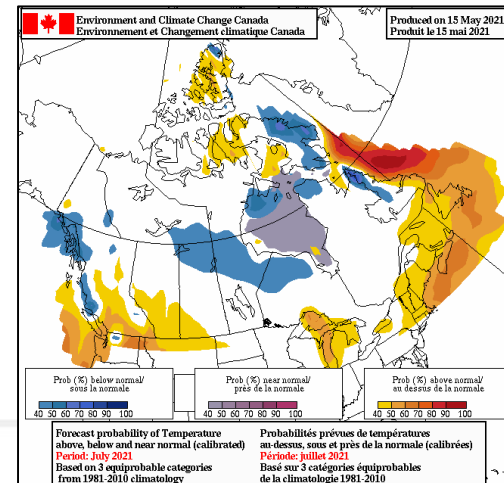 Environment and Climate Change Canada
Environnement et Changement climatique Canada
Produced on 15 May 2021
Produit le 15 mai 2021
Prob (%) below normal/
sous la normale
40 50 60 70 80 90 100
Prob (%) near normal/
près de la normale
40 50 60 70 80 90 100
Prob (%) above normal/
au dessus de la normale
40 50 60 70 80 90 100
Forecast probability of Temperature
above, below and near normal (calibrated)
Period: July 2021
Based on 3 equiprobable categories
from 1981-2010 climatology
Probabilités prévues de températures
au-dessus, sous et près de la normale (calibrées)
Période: juillet 2021
Basé sur 3 catégories équiprobables
de la climatologie 1981-2010